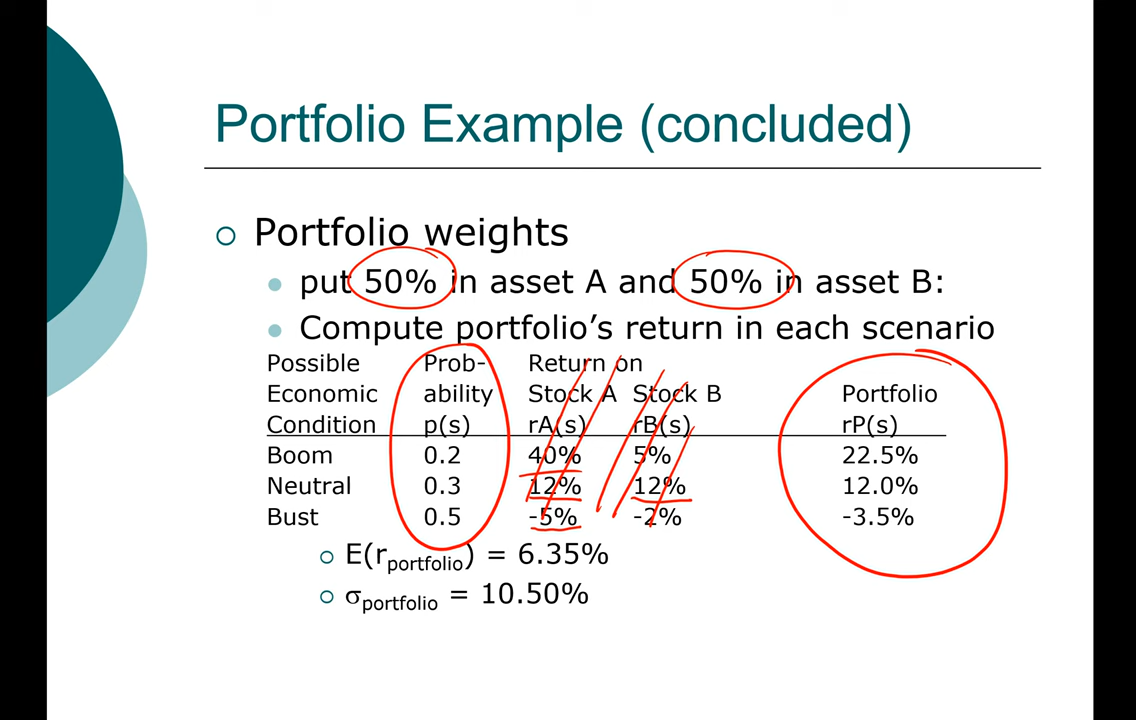 Portfolio Example (concluded)
Portfolio weights
put 50% in asset A and 50% in asset B:
Compute portfolio's return in each scenario
Possible Prob- Return on
Economic ability Stock A Stock B Portfolio
Condition p(s) rA(s) rB(s) rP(s)
Boom 0.2 40% 5% 22.5%
Neutral 0.3 12% 12% 12.0%
Bust 0.5 -5% -2% -3.5%
E(rportfolio) = 6.35%
σportfolio = 10.50%